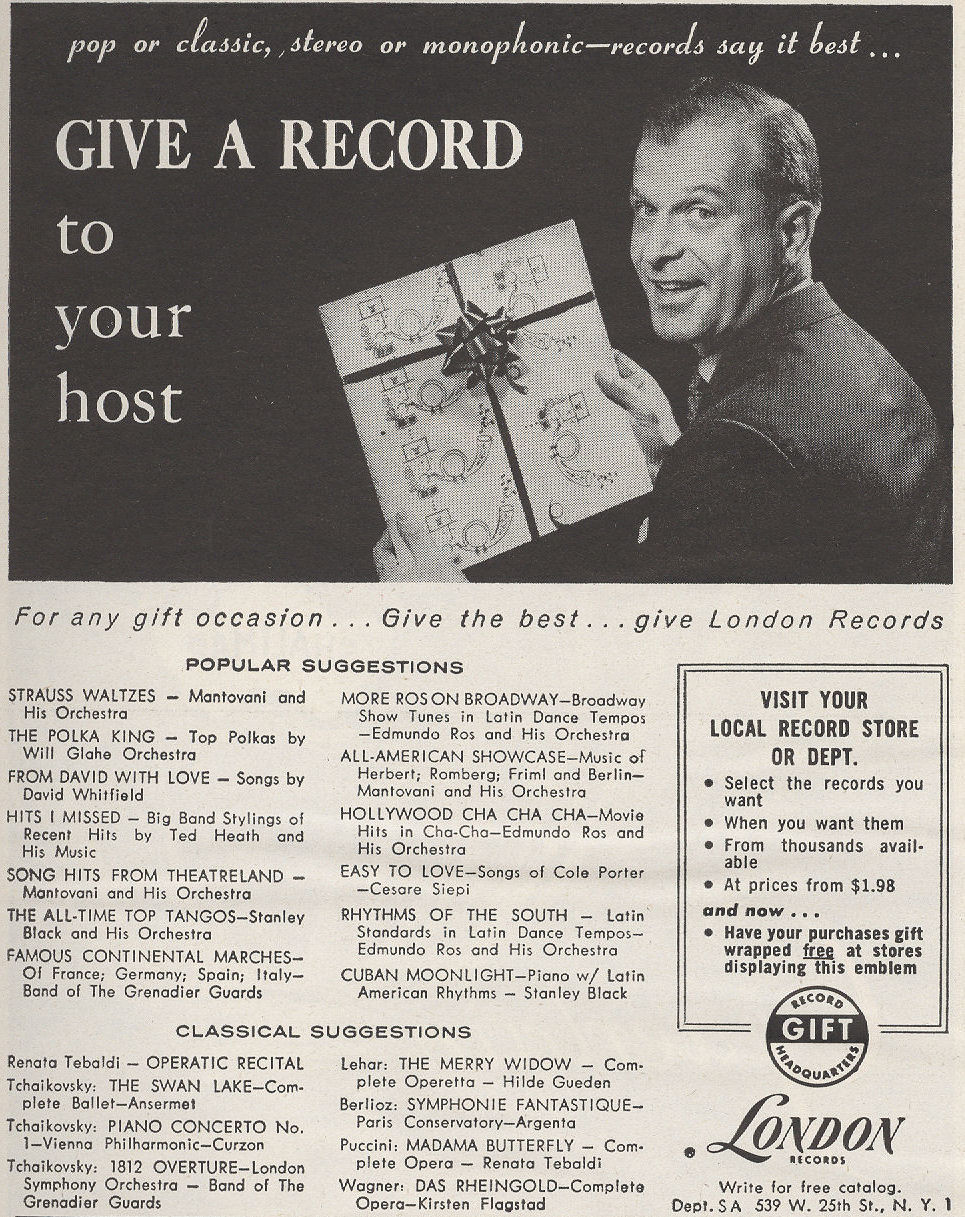 pop or classic, stereo or monophonic—records say it best...
GIVE A RECORD
to
your
host
For any gift occasion... Give the best... give London Records
POPULAR SUGGESTIONS
STRAUSS WALTZES — Mantovani and
His Orchestra
THE POLKA KING — Top Polkas by
Will Glahe Orchestra
FROM DAVID WITH LOVE — Songs by
David Whitfield
HITS I MISSED — Big Band Stylings of
Recent Hits by Ted Heath and
His Music
SONG HITS FROM THEATRELAND —
Mantovani and His Orchestra
THE ALL-TIME TOP TANGOS—Stanley
Black and His Orchestra
FAMOUS CONTINENTAL MARCHES—
Of France; Germany; Spain; Italy—
Band of The Grenadier Guards
MORE ROS ON BROADWAY—Broadway
Show Tunes in Latin Dance Tempos
—Edmundo Ros and His Orchestra
ALL-AMERICAN SHOWCASE—Music of
Herbert; Romberg; Friml and Berlin—
Mantovani and His Orchestra
HOLLYWOOD CHA CHA CHA—Movie
Hits in Cha-Cha—Edmundo Ros and
His Orchestra
EASY TO LOVE—Songs of Cole Porter
—Cesare Siepi
RHYTHMS OF THE SOUTH — Latin
Standards in Latin Dance Tempos—
Edmundo Ros and His Orchestra
CUBAN MOONLIGHT—Piano w/ Latin
American Rhythms — Stanley Black
CLASSICAL SUGGESTIONS
Renata Tebaldi — OPERATIC RECITAL
Tchaikovsky: THE SWAN LAKE—Com-
plete Ballet—Ansermet
Tchaikovsky: PIANO CONCERTO No.
1—Vienna Philharmonic—Curzon
Tchaikovsky: 1812 OVERTURE—London
Symphony Orchestra — Band of The
Grenadier Guards
Lehar: THE MERRY WIDOW — Com-
plete Operetta — Hilde Gueden
Berlioz: SYMPHONIE FANTASTIQUE—
Paris Conservatory—Argenta
Puccini: MADAMA BUTTERFLY — Com-
plete Opera — Renata Tebaldi
Wagner: DAS RHEINGOLD—Complete
Opera—Kirsten Flagstad
VISIT YOUR
LOCAL RECORD STORE
OR DEPT.
• Select the records you
want
• When you want them
• From thousands avail-
able
• At prices from $1.98
and now...
• Have your purchases gift
wrapped free at stores
displaying this emblem
RECORD
GIFT
HEADQUARTERS
LONDON
RECORDS
Write for free catalog.
Dept. SA 539 W. 25th St., N. Y. 1